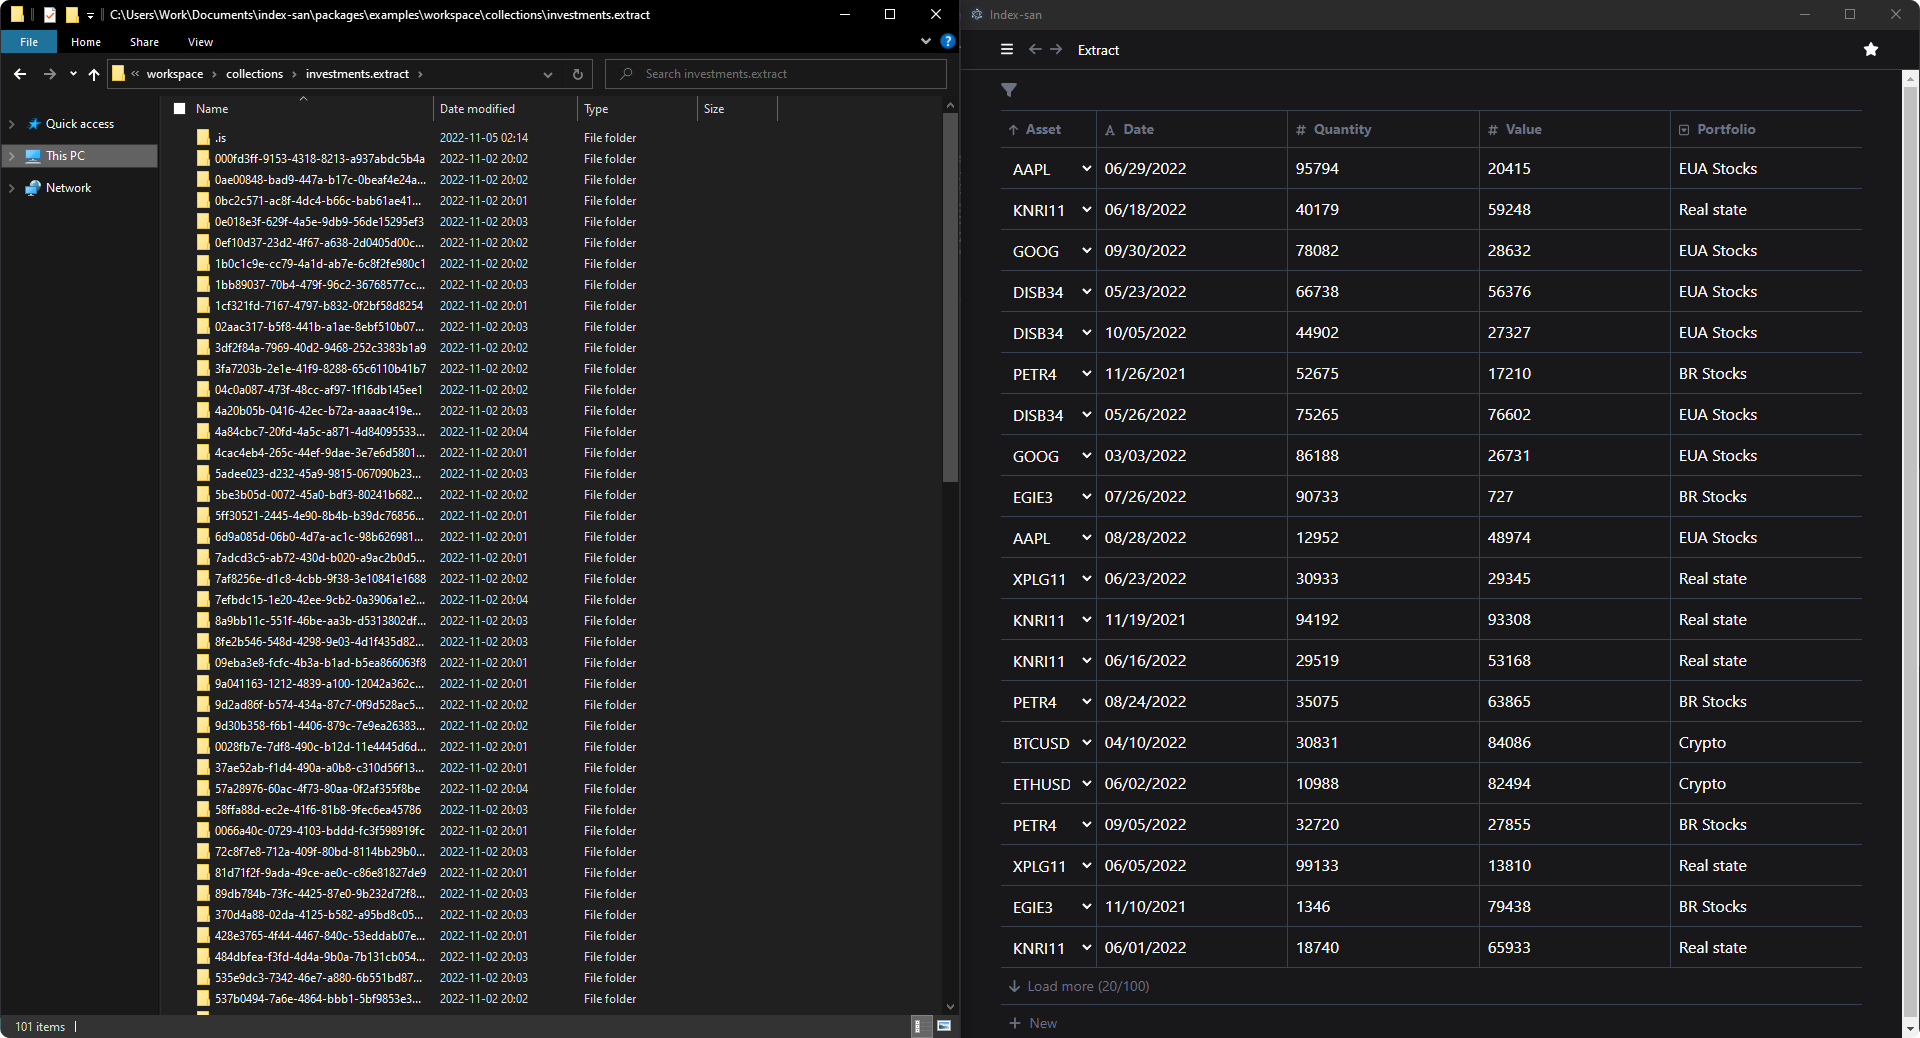 C:\Users\Work\Documents\index-san\packages\examples\workspace\collections\investments.extract
File Home Share View
workspace collections investments.extract Search investments.extract
Quick access
This PC
Network
Name Date modified Type Size
.is 2022-11-05 02:14 File folder
000fd3ff-9153-4318-8213-a937abdc5b4a 2022-11-02 20:02 File folder
0ae00848-bad9-447a-b17c-0beaf4e24a... 2022-11-02 20:02 File folder
0bc2c571-ac8f-4dc4-b66c-bab61ae41... 2022-11-02 20:01 File folder
0e018e3f-629f-4a5e-9db9-56de15295ef3 2022-11-02 20:03 File folder
0ef10d37-23d2-4f67-a638-2d0405d00c... 2022-11-02 20:02 File folder
1b0c1c9e-cc79-4a1d-ab7e-6c8f2fe980c1 2022-11-02 20:02 File folder
1bb89037-70b4-479f-96c2-36768577cc... 2022-11-02 20:03 File folder
1cf321fd-7167-4797-b832-0f2bf58d8254 2022-11-02 20:01 File folder
02aac317-b5f8-441b-a1ae-8ebf510b07... 2022-11-02 20:03 File folder
3df2f84a-7969-40d2-9468-252c3383b1a9 2022-11-02 20:02 File folder
3fa7203b-2e1e-41f9-8288-65c6110b41b7 2022-11-02 20:02 File folder
04c0a087-473f-48cc-af97-1f16db145ee1 2022-11-02 20:02 File folder
4a20b05b-0416-42ec-b72a-aaaac419e... 2022-11-02 20:03 File folder
4a84cbc7-20fd-4a5c-a871-4d84095533... 2022-11-02 20:04 File folder
4cac4eb4-265c-44ef-9dae-3e7e6d5801... 2022-11-02 20:01 File folder
5adee023-d232-45a9-9815-067090b23... 2022-11-02 20:03 File folder
5be3b05d-0072-45a0-bdf3-80241b682... 2022-11-02 20:02 File folder
5ff30521-2445-4e90-8b4b-b39dc76856... 2022-11-02 20:01 File folder
6d9a085d-06b0-4d7a-ac1c-98b626981... 2022-11-02 20:01 File folder
7adcd3c5-ab72-430d-b020-a9ac2b0d5... 2022-11-02 20:01 File folder
7af8256e-d1c8-4cbb-9f38-3e10841e1688 2022-11-02 20:02 File folder
7efbdc15-1e20-42ee-9cb2-0a3906a1e2... 2022-11-02 20:04 File folder
8a9bb11c-551f-46be-aa3b-d5313802df... 2022-11-02 20:03 File folder
8fe2b546-548d-4298-9e03-4d1f435d82... 2022-11-02 20:03 File folder
09eba3e8-fcfc-4b3a-b1ad-b5ea866063f8 2022-11-02 20:01 File folder
9a041163-1212-4839-a100-12042a362c... 2022-11-02 20:01 File folder
9d2ad86f-b574-434a-87c7-0f9d528ac5... 2022-11-02 20:02 File folder
9d30b358-f6b1-4406-879c-7e9ea26383... 2022-11-02 20:02 File folder
0028fb7e-7df8-490c-b12d-11e4445d6d... 2022-11-02 20:01 File folder
37ae52ab-f1d4-490a-a0b8-c310d56f13... 2022-11-02 20:01 File folder
57a28976-60ac-4f73-80aa-0f2af355f8be 2022-11-02 20:04 File folder
58ffa88d-ec2e-41f6-81b8-9fec6ea45786 2022-11-02 20:03 File folder
0066a40c-0729-4103-bddd-fc3f598919fc 2022-11-02 20:01 File folder
72c8f7e8-712a-409f-80bd-8114bb29b0... 2022-11-02 20:03 File folder
81d71f2f-9ada-49ce-ae0c-c86e81827de9 2022-11-02 20:01 File folder
89db784b-73fc-4425-87e0-9b232d72f8... 2022-11-02 20:03 File folder
370d4a88-02da-4125-b582-a95bd8c05... 2022-11-02 20:03 File folder
428e3765-4f44-4467-840c-53eddab07e... 2022-11-02 20:01 File folder
484dbfea-f3fd-4d4a-9b0a-7b131cb054... 2022-11-02 20:03 File folder
535e9dc3-7342-46e7-a880-6b551bd87... 2022-11-02 20:03 File folder
537b0494-7a6e-4864-bbb1-5bf9853e3... 2022-11-02 20:02 File folder
101 items
Index-san
Extract
Asset Date Quantity Value Portfolio
AAPL 06/29/2022 95794 20415 EUA Stocks
KNRI11 06/18/2022 40179 59248 Real state
GOOG 09/30/2022 78082 28632 EUA Stocks
DISB34 05/23/2022 66738 56376 EUA Stocks
DISB34 10/05/2022 44902 27327 EUA Stocks
PETR4 11/26/2021 52675 17210 BR Stocks
DISB34 05/26/2022 75265 76602 EUA Stocks
GOOG 03/03/2022 86188 26731 EUA Stocks
EGIE3 07/26/2022 90733 727 BR Stocks
AAPL 08/28/2022 12952 48974 EUA Stocks
XPLG11 06/23/2022 30933 29345 Real state
KNRI11 11/19/2021 94192 93308 Real state
KNRI11 06/16/2022 29519 53168 Real state
PETR4 08/24/2022 35075 63865 BR Stocks
BTCUSD 04/10/2022 30831 84086 Crypto
ETHUSD 06/02/2022 10988 82494 Crypto
PETR4 09/05/2022 32720 27855 BR Stocks
XPLG11 06/05/2022 99133 13810 Real state
EGIE3 11/10/2021 1346 79438 BR Stocks
KNRI11 06/01/2022 18740 65933 Real state
Load more (20/100)
New